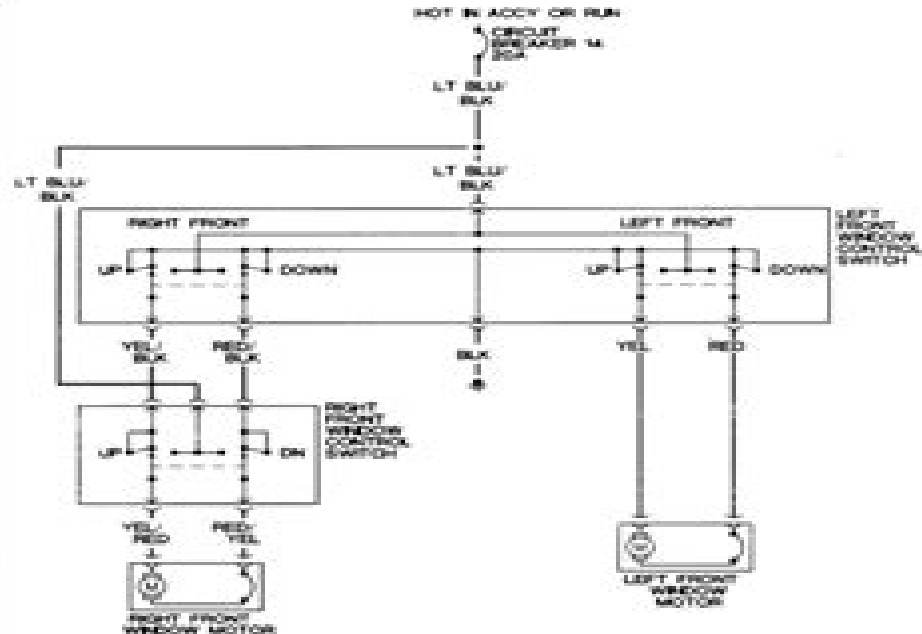 HOT IN ACCY OR RUN
CIRCUIT
BREAKER 14
20A
LT BLU/
BLK
LT BLU/
BLK
LT BLU/
BLK
RIGHT FRONT
LEFT FRONT
LEFT
FRONT
WINDOW
CONTROL
SWITCH
UP
DOWN
UP
DOWN
YEL/
BLK
RED/
BLK
BLK
YEL
RED
RIGHT
FRONT
WINDOW
CONTROL
SWITCH
UP
DN
YEL/
RED
RED/
YEL
M
RIGHT FRONT
WINDOW MOTOR
LEFT FRONT
WINDOW
MOTOR